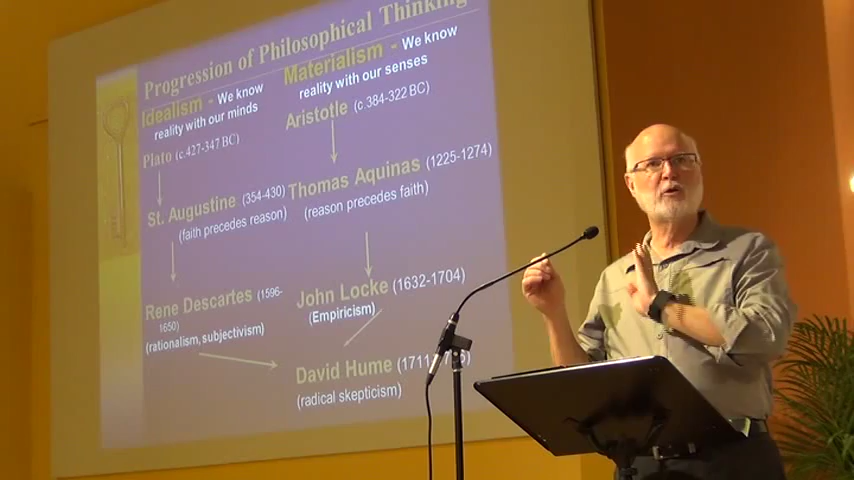 Progression of Philosophical Thinking
Idealism - We know
reality with our minds
Plato (c.427-347 BC)
St. Augustine (354-430)
(faith precedes reason)
Rene Descartes (1596-
1650)
(rationalism, subjectivism)
Materialism - We know
reality with our senses
Aristotle (c.384-322 BC)
Thomas Aquinas (1225-1274)
(reason precedes faith)
John Locke (1632-1704)
(Empiricism)
David Hume
(radical skepticism)